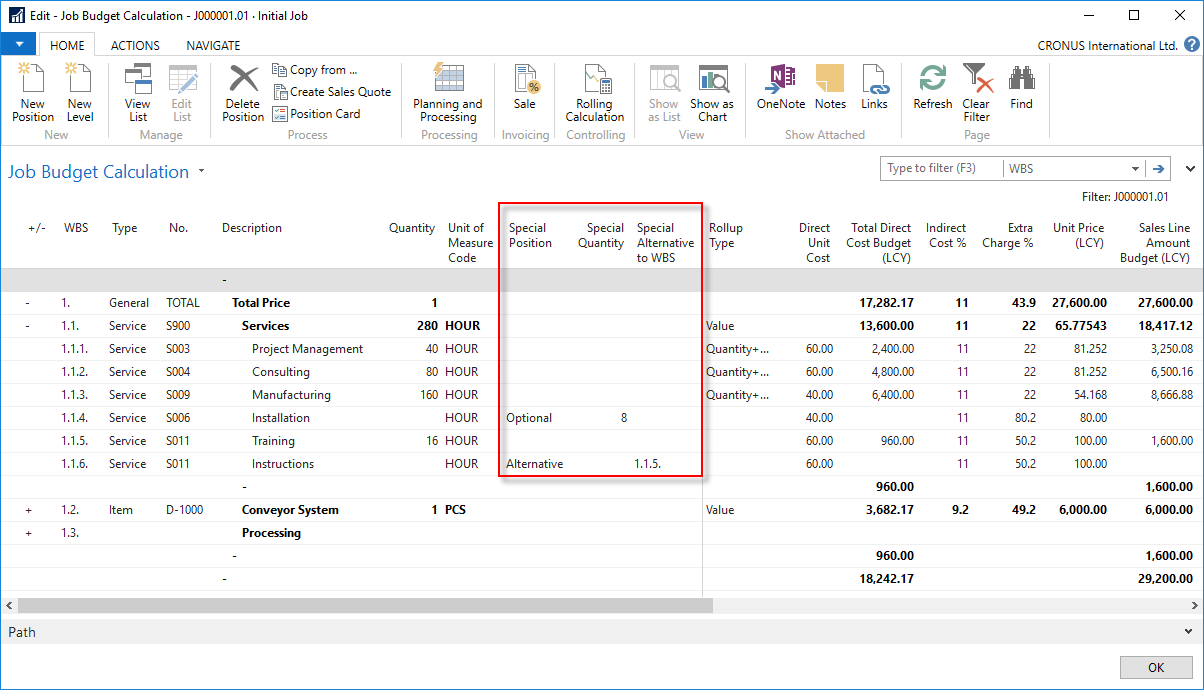 Edit - Job Budget Calculation - J000001.01 · Initial Job
HOME ACTIONS NAVIGATE CRONUS International Ltd. ?
New Position
New Level
New
View List
Edit List
Manage
Delete Position
Copy from ...
Create Sales Quote
Position Card
Process
Planning and Processing
Processing
Sale
Invoicing
Rolling Calculation
Controlling
Show as List
Show as Chart
View
OneNote
Notes
Links
Show Attached
Refresh
Clear Filter
Find
Page
Job Budget Calculation
Type to filter (F3) WBS
Filter: J000001.01
+/- WBS Type No. Description Quantity Unit of Measure Code Special Position Special Quantity Special Alternative to WBS Rollup Type Direct Unit Cost Total Direct Cost Budget (LCY) Indirect Cost % Extra Charge % Unit Price (LCY) Sales Line Amount Budget (LCY)
-
- 1. General TOTAL Total Price 1 17,282.17 11 43.9 27,600.00 27,600.00
- 1.1. Service S900 Services 280 HOUR Value 13,600.00 11 22 65.77543 18,417.12
1.1.1. Service S003 Project Management 40 HOUR Quantity+... 60.00 2,400.00 11 22 81.252 3,250.08
1.1.2. Service S004 Consulting 80 HOUR Quantity+... 60.00 4,800.00 11 22 81.252 6,500.16
1.1.3. Service S009 Manufacturing 160 HOUR Quantity+... 40.00 6,400.00 11 22 54.168 8,666.88
1.1.4. Service S006 Installation HOUR Optional 8 40.00 11 80.2 80.00
1.1.5. Service S011 Training 16 HOUR 60.00 960.00 11 50.2 100.00 1,600.00
1.1.6. Service S011 Instructions HOUR Alternative 1.1.5. 60.00 11 50.2 100.00
- 960.00 1,600.00
+ 1.2. Item D-1000 Conveyor System 1 PCS Value 3,682.17 9.2 49.2 6,000.00 6,000.00
+ 1.3. Processing
- 960.00 1,600.00
- 18,242.17 29,200.00
Path
OK